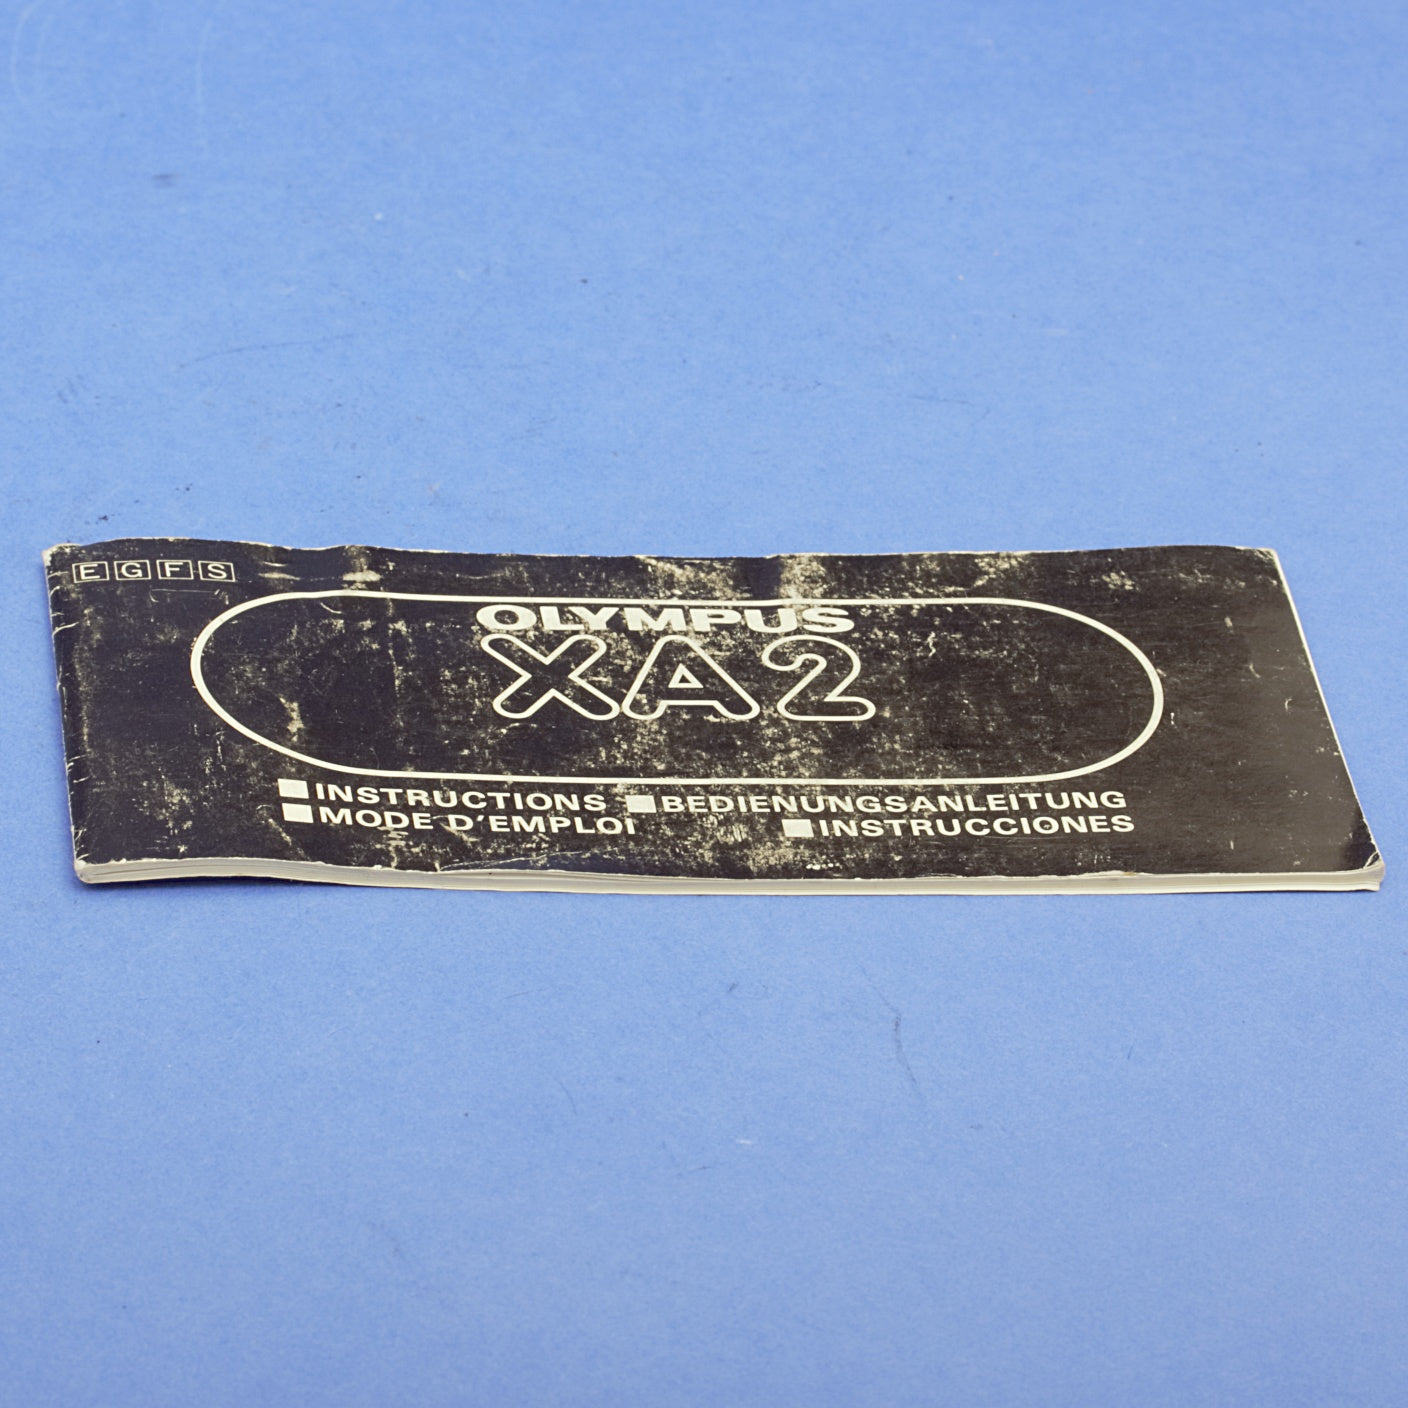 EGFS
OLYMPUS
XA2
INSTRUCTIONS BEDIENUNGSANLEITUNG
MODE D'EMPLOI INSTRUCCIONES